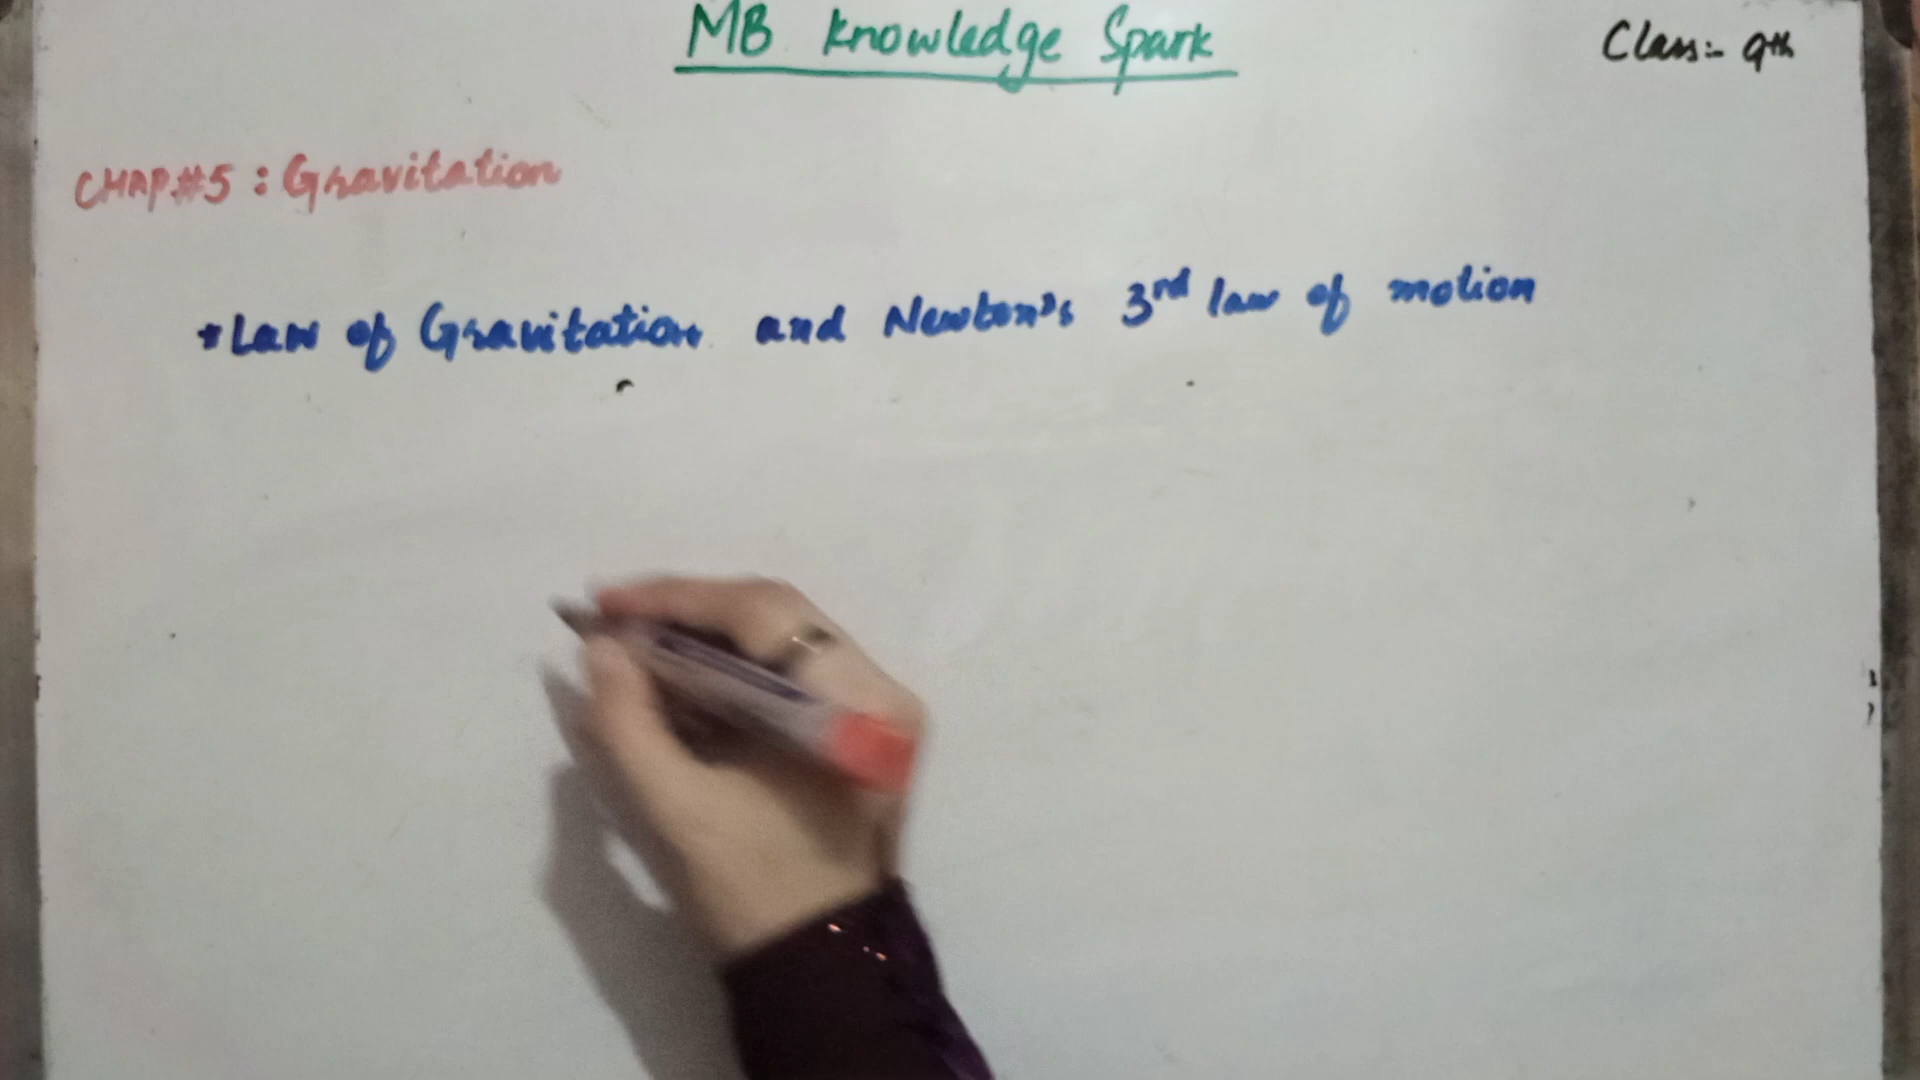 MB Knowledge Spark
Class:- 9th
CHAP#5 : Gravitation
*Law of Gravitation and Newton's 3rd law of motion